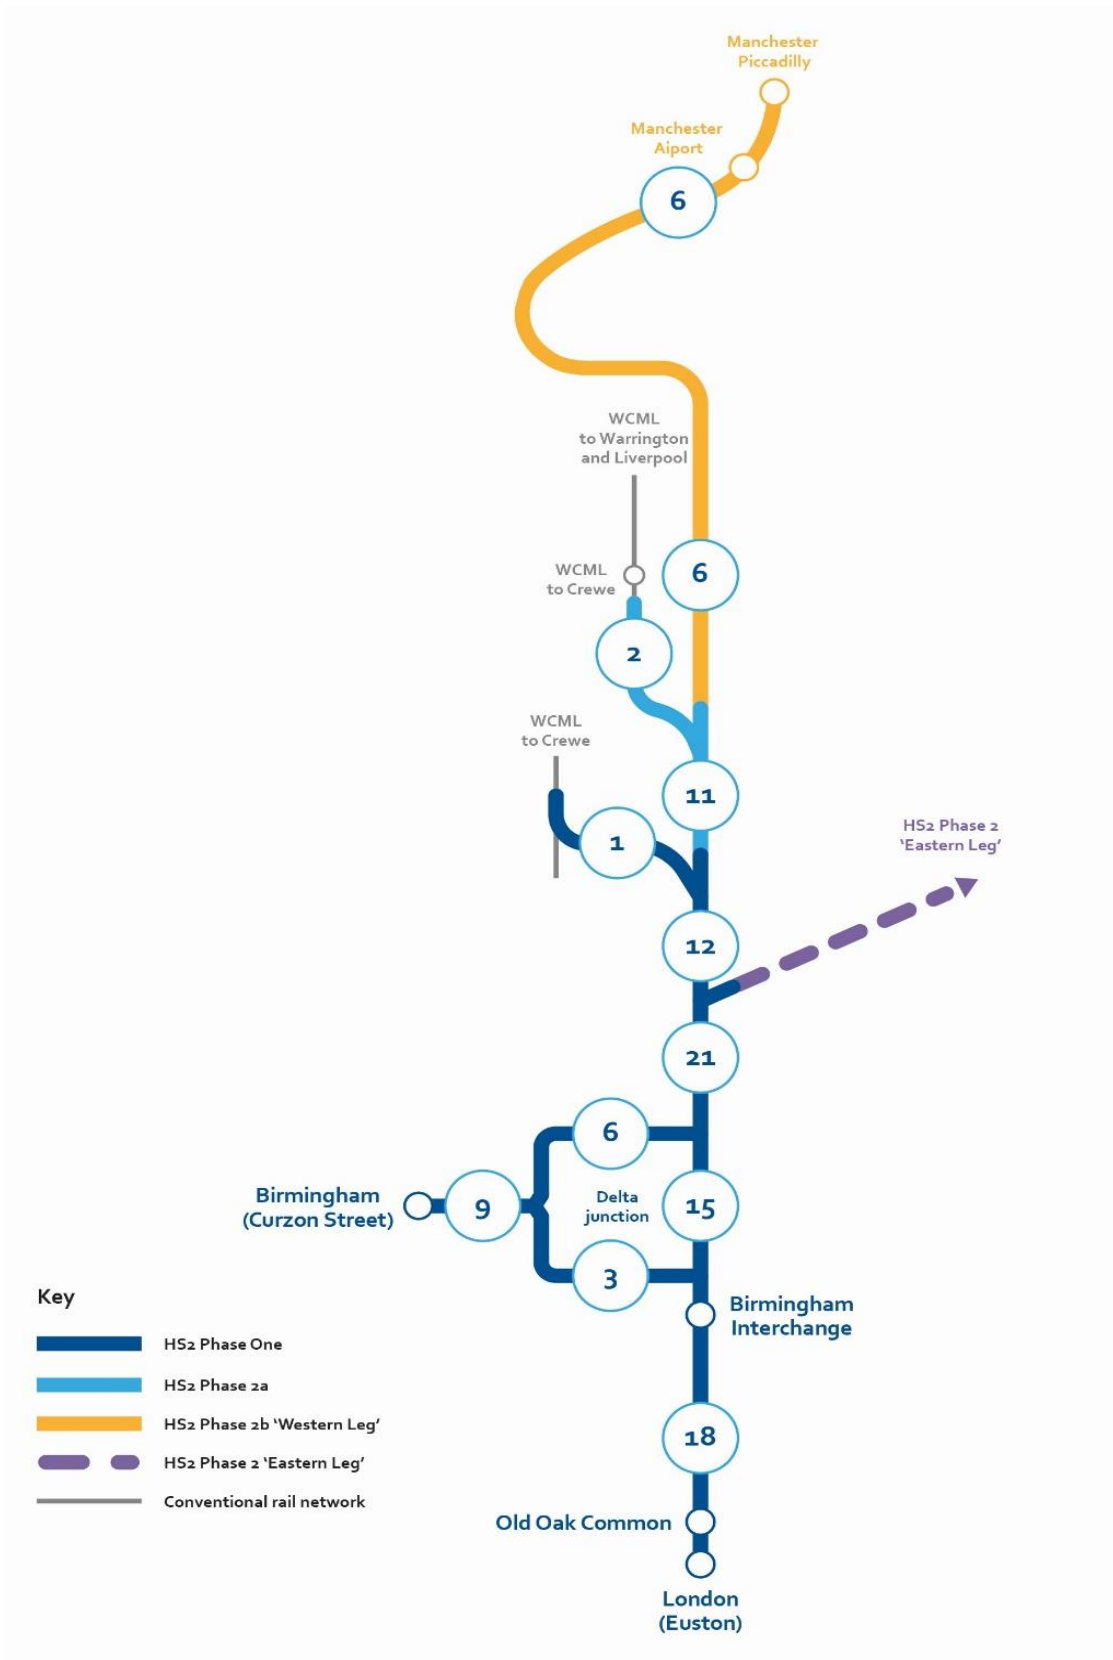 Manchester
Piccadilly
Manchester
Aiport
6
WCML
to Warrington
and Liverpool
WCML
to Crewe
6
2
WCML
to Crewe
11
1
HS2 Phase 2
‘Eastern Leg’
12
21
6
Birmingham
(Curzon Street)
9
Delta
junction
15
3
Birmingham
Interchange
Key
HS2 Phase One
HS2 Phase 2a
HS2 Phase 2b ‘Western Leg’
HS2 Phase 2 ‘Eastern Leg’
Conventional rail network
18
Old Oak Common
London
(Euston)